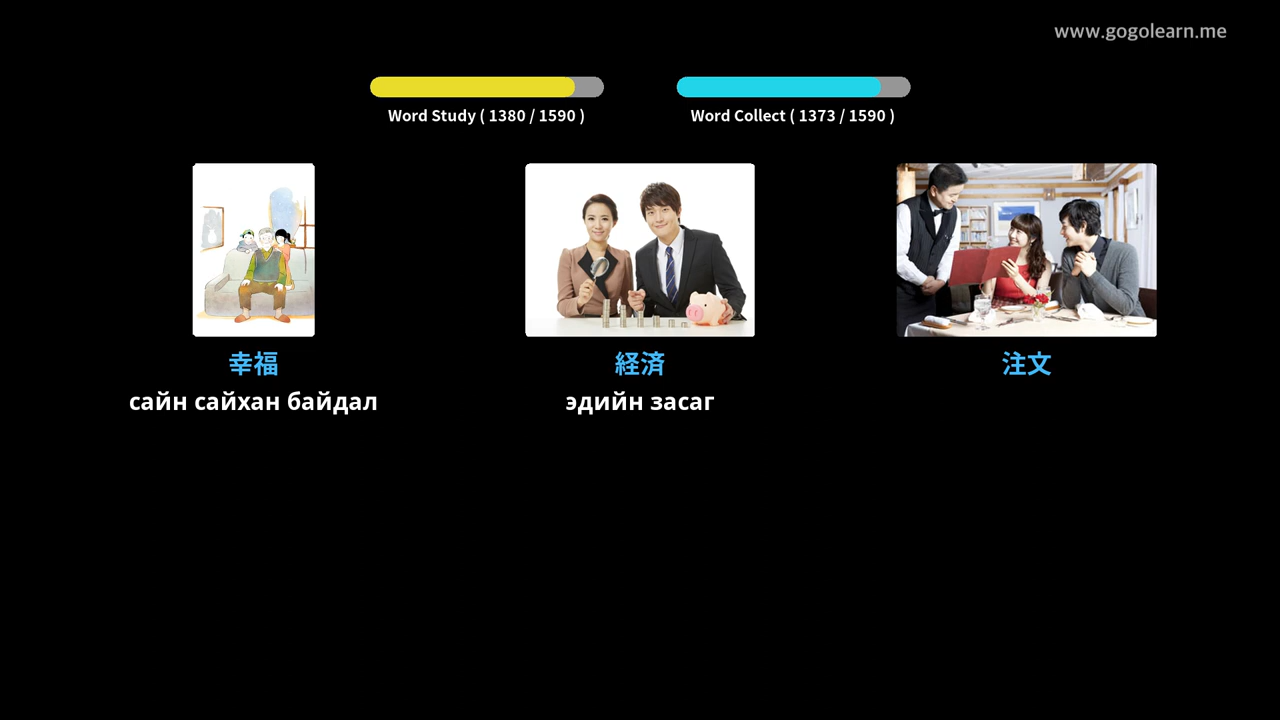 www.gogolearn.me
Word Study ( 1380 / 1590 )
Word Collect ( 1373 / 1590 )
幸福
経済
注文
сайн сайхан байдал
эдийн засаг